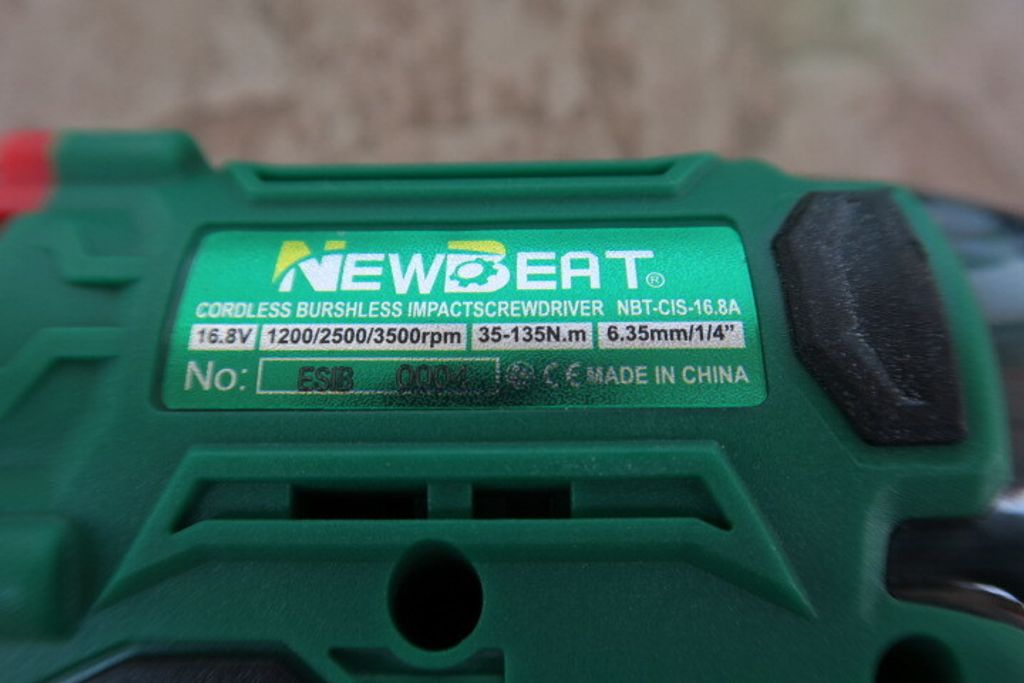 NEWBEAT®
CORDLESS BURSHLESS IMPACTSCREWDRIVER NBT-CIS-16.8A
16.8V 1200/2500/3500rpm 35-135N.m 6.35mm/1/4”
No: ESIB 0004 CE MADE IN CHINA